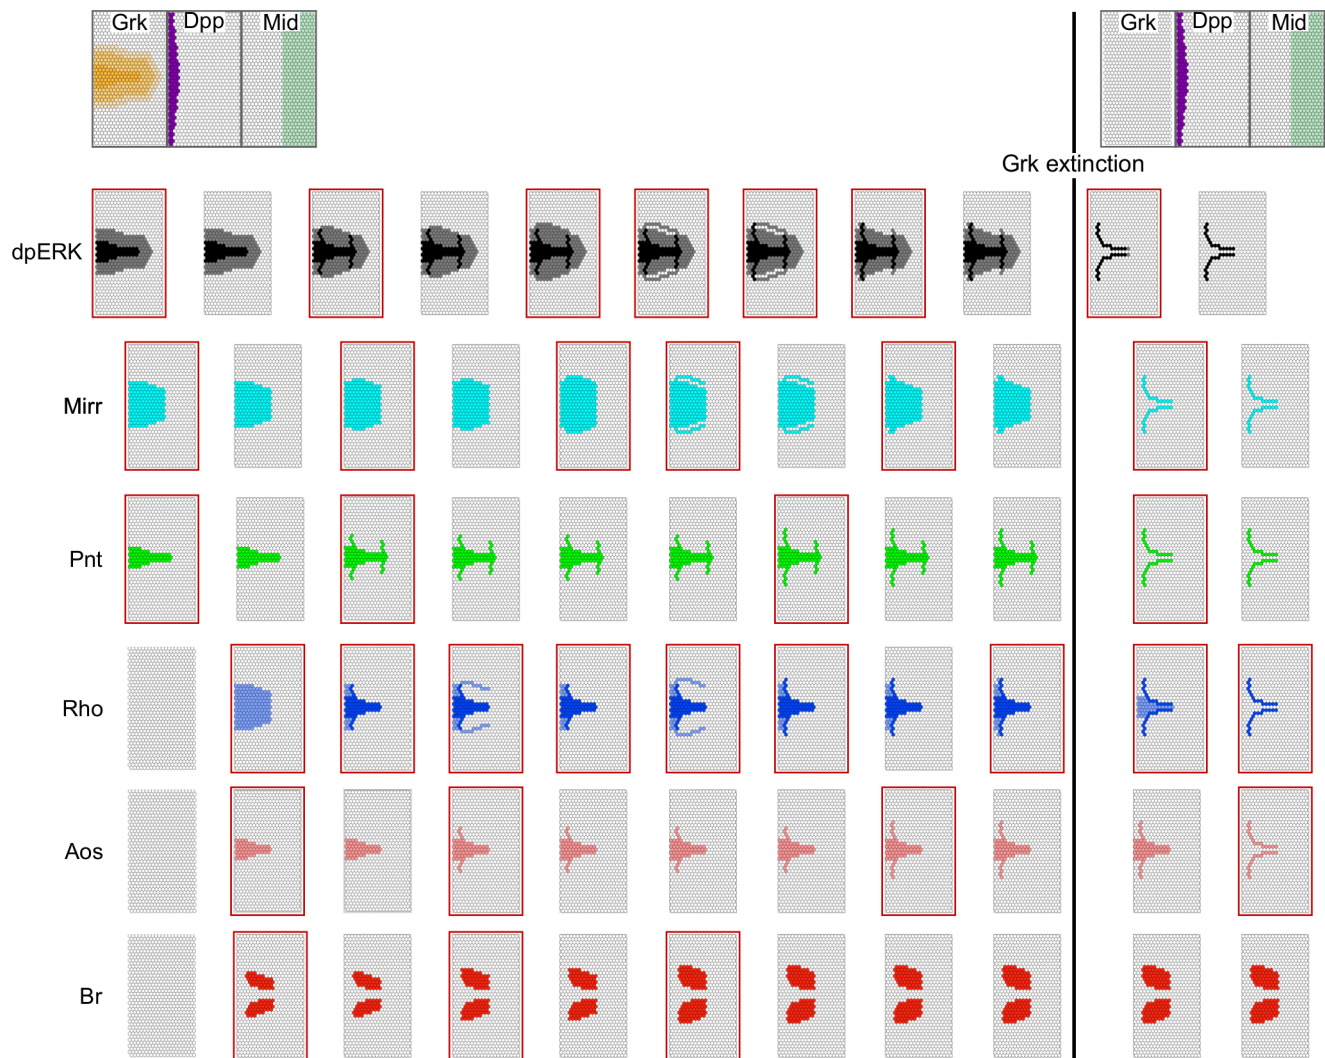 Grk Dpp Mid
Grk Dpp Mid
Grk extinction
dpERK
Mirr
Pnt
Rho
Aos
Br